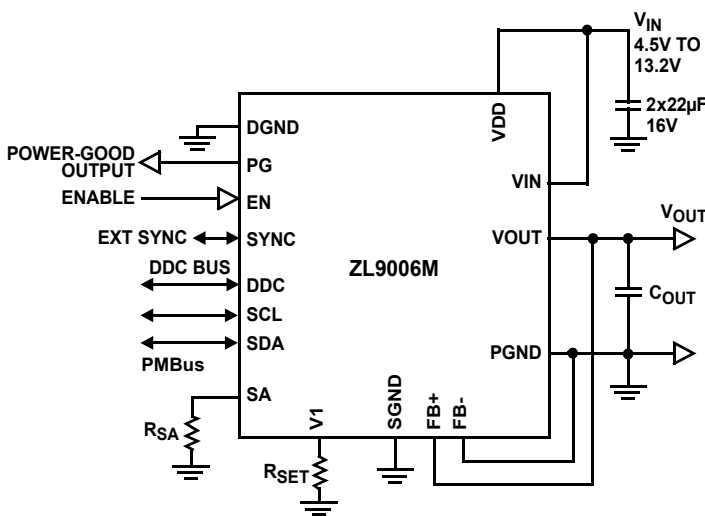 VIN
4.5V TO
13.2V
2x22µF
16V
DGND
VDD
POWER-GOOD
OUTPUT
PG
VIN
ENABLE
EN
VOUT
EXT SYNC
SYNC
VOUT
ZL9006M
DDC BUS
DDC
COUT
SCL
SDA
PGND
PMBus
SA
RSA
V1
SGND
FB+
FB-
RSET